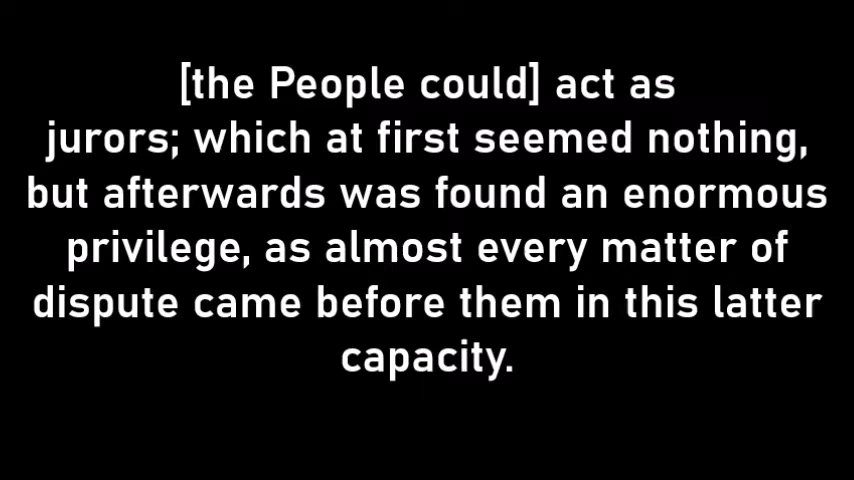 [the People could] act as
jurors; which at first seemed nothing,
but afterwards was found an enormous
privilege, as almost every matter of
dispute came before them in this latter
capacity.